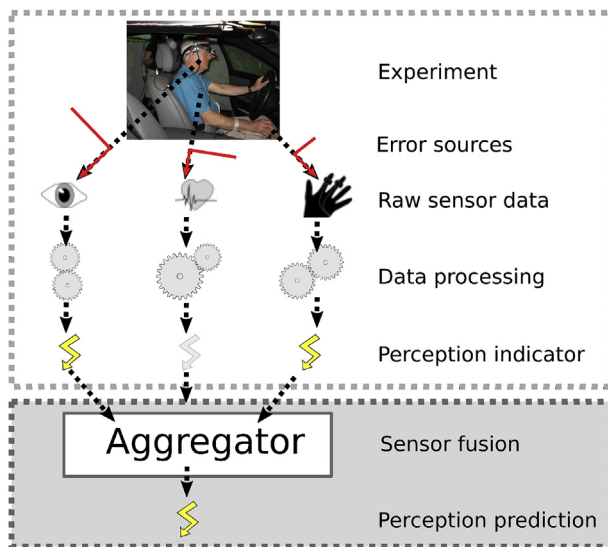 Experiment
Error sources
Raw sensor data
Data processing
Perception indicator
Aggregator
Sensor fusion
Perception prediction